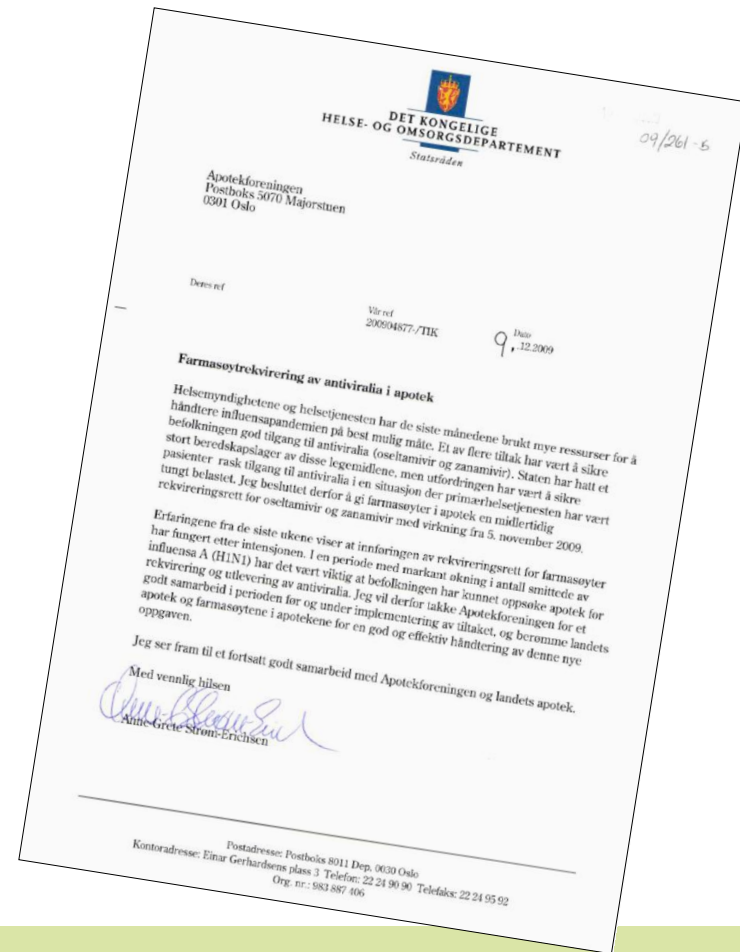 DET KONGELIGE
HELSE- OG OMSORGSDEPARTEMENT
Statsråden
09/261-5
Apotekforeningen
Postboks 5070 Majorstuen
0301 Oslo
Deres ref
Vår ref
200904877-/TIK
Dato
9. .12.2009
Farmasøytrekvirering av antiviralia i apotek
Helsemyndighetene og helsetjenesten har de siste månedene brukt mye ressurser for å
håndtere influensapandemien på best mulig måte. Et av flere tiltak har vært å sikre
befolkningen god tilgang til antiviralia (oseltamivir og zanamivir). Staten har hatt et
stort beredskapslager av disse legemidlene, men utfordringen har vært å sikre
pasienter rask tilgang til antiviralia i en situasjon der primærhelsetjenesten har vært
tungt belastet. Jeg besluttet derfor å gi farmasøyter i apotek en midlertidig
rekvireringsrett for oseltamivir og zanamivir med virkning fra 5. november 2009.
Erfaringene fra de siste ukene viser at innføringen av rekvireringsrett for farmasøyter
har fungert etter intensjonen. I en periode med markant økning i antall smittede av
influensa A (H1N1) har det vært viktig at befolkningen har kunnet oppsøke apotek for
rekvirering og utlevering av antiviralia. Jeg vil derfor takke Apotekforeningen for et
godt samarbeid i perioden før og under implementering av tiltaket, og berømme landets
apotek og farmasøytene i apotekene for en god og effektiv håndtering av denne nye
oppgaven.
Jeg ser fram til et fortsatt godt samarbeid med Apotekforeningen og landets apotek.
Med vennlig hilsen
Anne-Grete Strøm-Erichsen
Postadresse: Postboks 8011 Dep. 0030 Oslo
Kontoradresse: Einar Gerhardsens plass 3 Telefon: 22 24 90 90 Telefaks: 22 24 95 92
Org. nr.: 983 887 406